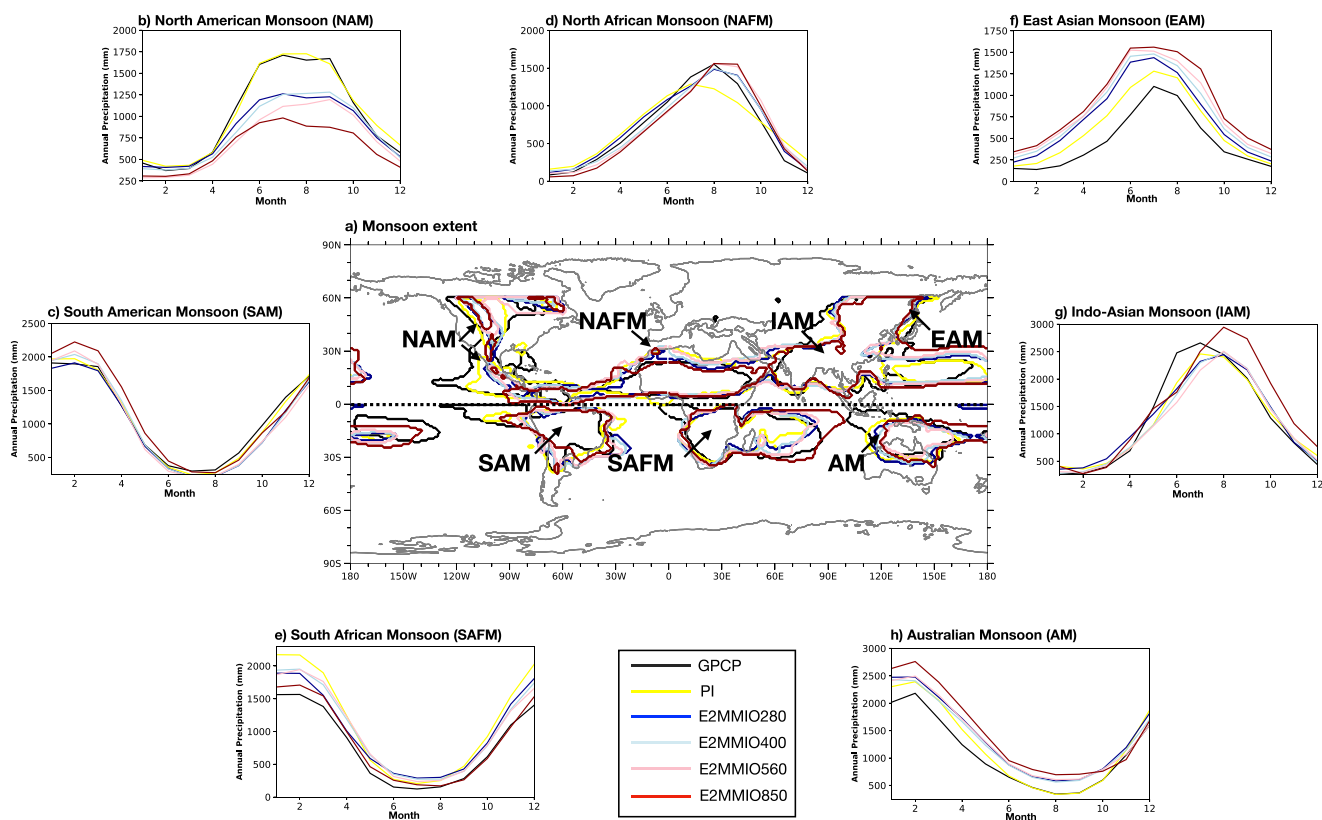 b) North American Monsoon (NAM)
Annual Precipitation (mm)
2000
1750
1500
1250
1000
750
500
250
2 4 6 8 10 12
Month
d) North African Monsoon (NAFM)
Annual Precipitation (mm)
2000
1500
1000
500
0
2 4 6 8 10 12
Month
f) East Asian Monsoon (EAM)
Annual Precipitation (mm)
1750
1500
1250
1000
750
500
250
0
2 4 6 8 10 12
Month
c) South American Monsoon (SAM)
Annual Precipitation (mm)
2500
2000
1500
1000
500
2 4 6 8 10 12
Month
a) Monsoon extent
90N
60N
30N
0
30S
60S
90S
NAM
NAFM
IAM
EAM
SAM
SAFM
AM
180 150W 120W 90W 60W 30W 0 30E 60E 90E 120E 150E 180
g) Indo-Asian Monsoon (IAM)
Annual Precipitation (mm)
3000
2500
2000
1500
1000
500
2 4 6 8 10 12
Month
e) South African Monsoon (SAFM)
Annual Precipitation (mm)
2000
1500
1000
500
0
2 4 6 8 10 12
Month
GPCP
PI
E2MMIO280
E2MMIO400
E2MMIO560
E2MMIO850
h) Australian Monsoon (AM)
Annual Precipitation (mm)
3000
2500
2000
1500
1000
500
2 4 6 8 10 12
Month